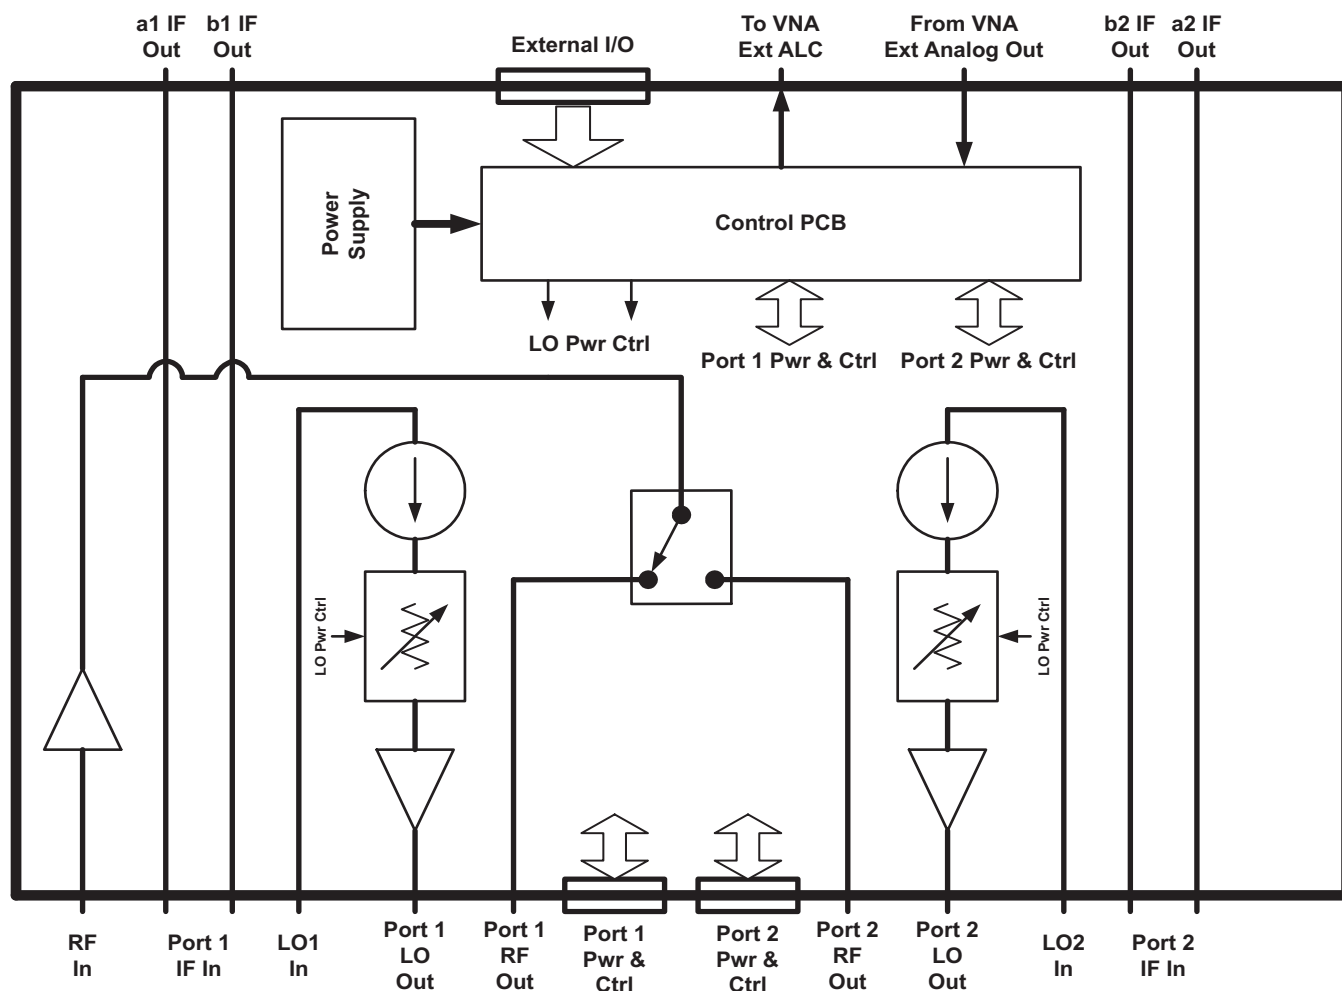 a1 IF
Out
b1 IF
Out
External I/O
To VNA
Ext ALC
From VNA
Ext Analog Out
b2 IF
Out
a2 IF
Out
Power
Supply
Control PCB
LO Pwr Ctrl
Port 1 Pwr & Ctrl
Port 2 Pwr & Ctrl
LO Pwr Ctrl
LO Pwr Ctrl
RF
In
Port 1
IF In
LO1
In
Port 1
LO
Out
Port 1
RF
Out
Port 1
Pwr &
Ctrl
Port 2
Pwr &
Ctrl
Port 2
RF
Out
Port 2
LO
Out
LO2
In
Port 2
IF In